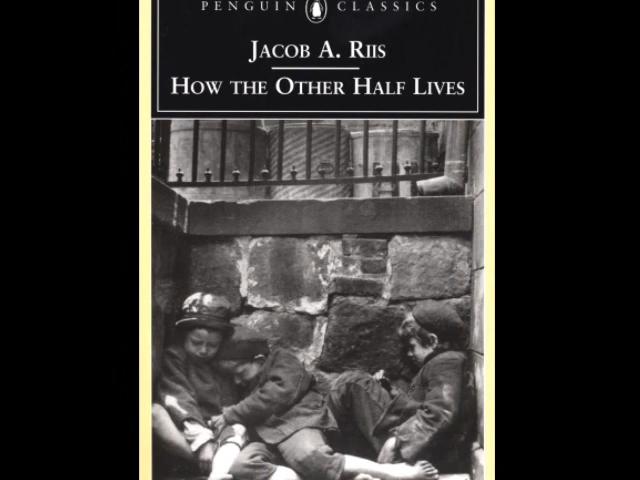 PENGUIN CLASSICS
JACOB A. RIIS
HOW THE OTHER HALF LIVES